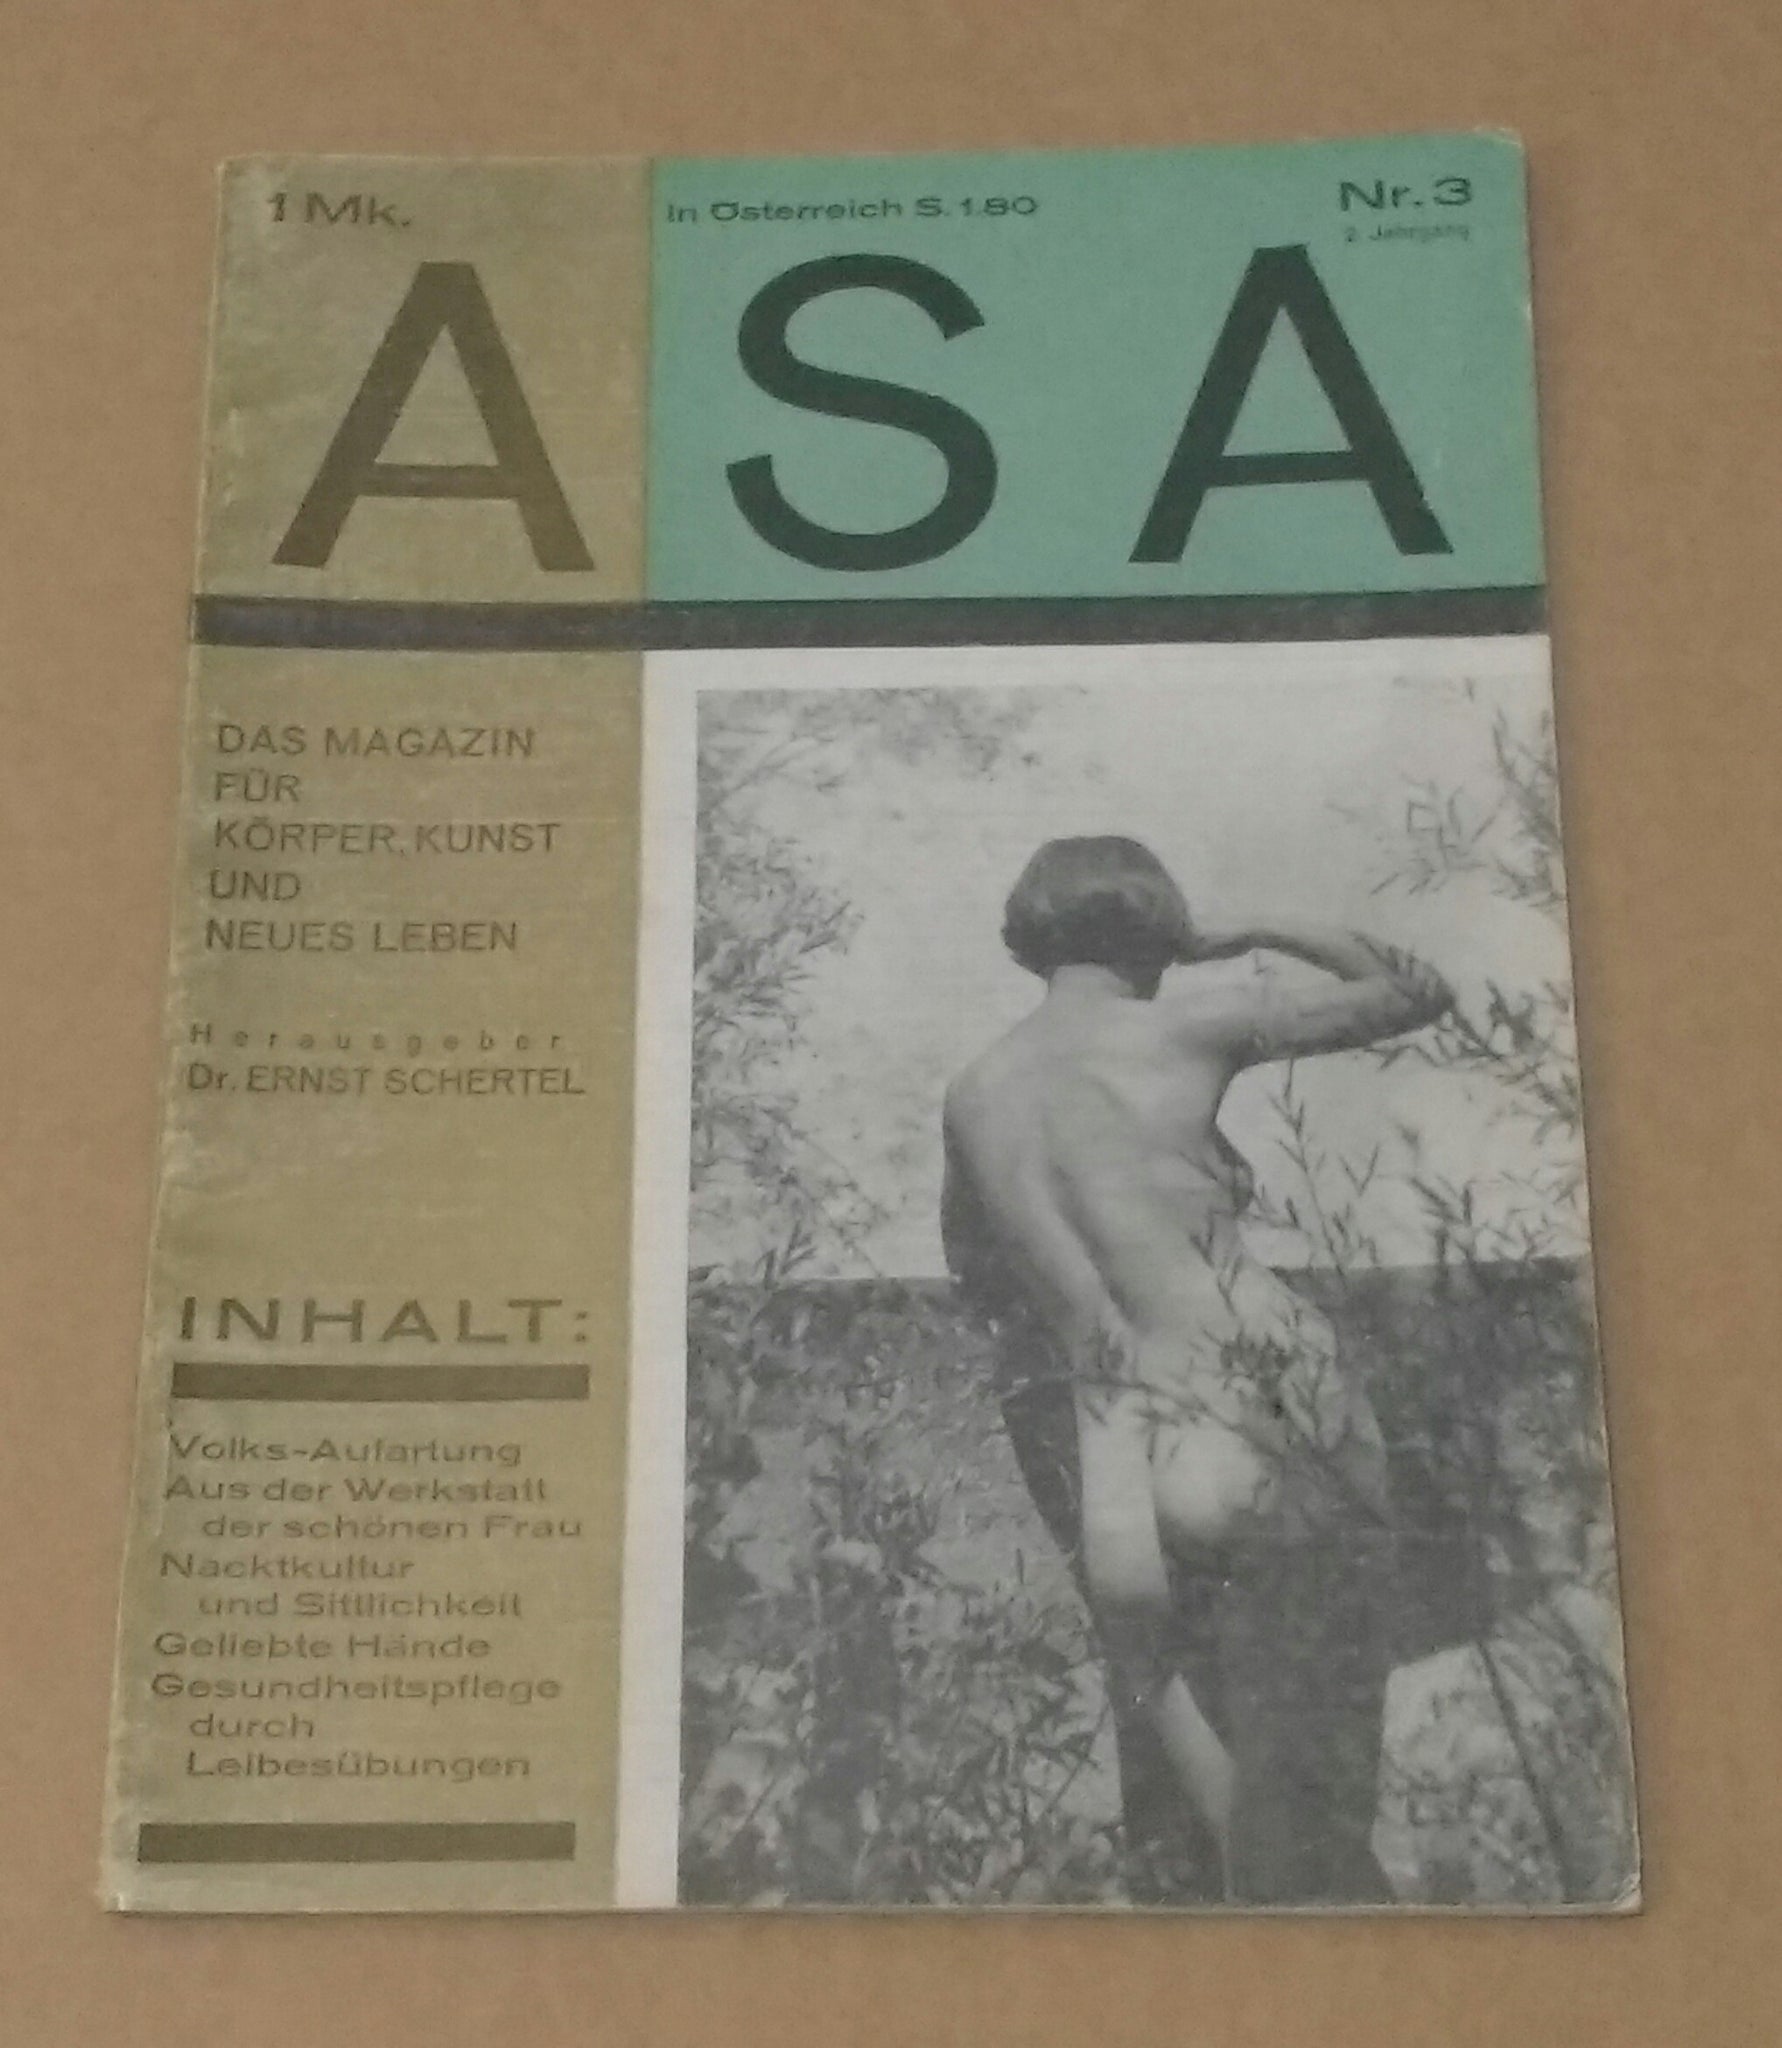 1 Mk.
In Österreich S. 1.80
Nr. 3
2. Jahrgang
ASA
DAS MAGAZIN
FÜR
KÖRPER, KUNST
UND
NEUES LEBEN
Herausgeber
Dr. ERNST SCHERTEL
INHALT:
Volks-Aufartung
Aus der Werkstatt
der schönen Frau
Nacktkultur
und Sittlichkeit
Geliebte Hände
Gesundheitspflege
durch
Leibesübungen